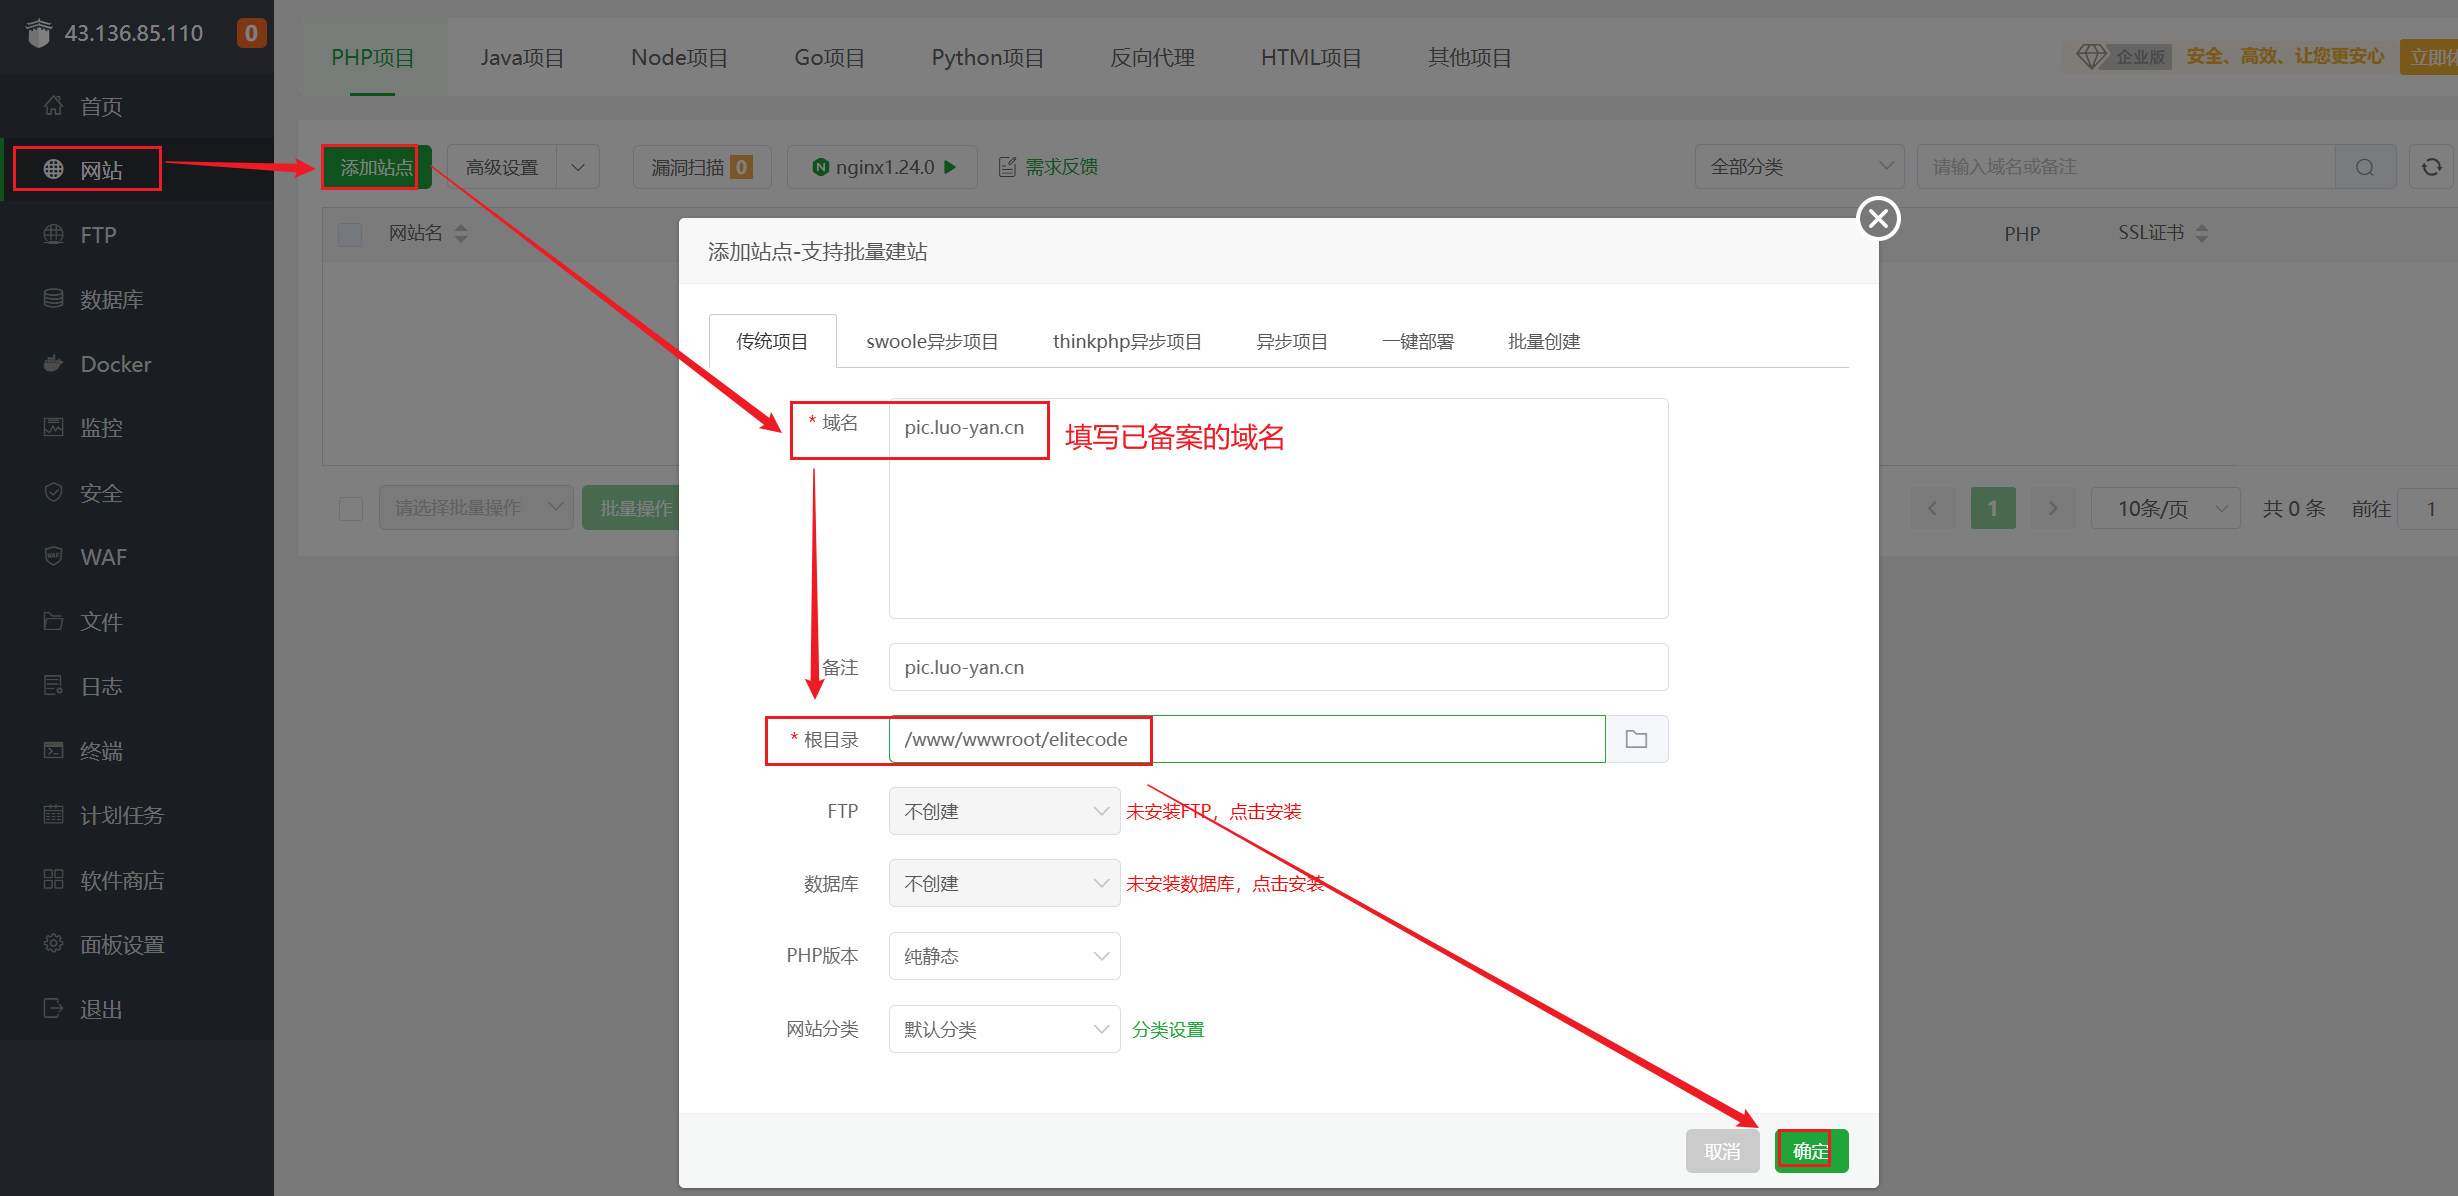 43.136.85.110
0
首页
网站
FTP
数据库
Docker
监控
安全
WAF
文件
日志
终端
计划任务
软件商店
面板设置
退出
PHP项目 Java项目 Node项目 Go项目 Python项目 反向代理 HTML项目 其他项目
企业版 安全、高效、让您更安心
添加站点 高级设置 漏洞扫描 0 nginx1.24.0 需求反馈 全部分类 请输入域名或备注
网站名 PHP SSL证书
请选择批量操作 批量操作 1 10条/页 共 0 条 前往 1
添加站点-支持批量建站
传统项目 swoole异步项目 thinkphp异步项目 异步项目 一键部署 批量创建
* 域名 pic.luo-yan.cn 填写已备案的域名
备注 pic.luo-yan.cn
* 根目录 /www/wwwroot/elitecode
FTP 不创建 未安装FTP，点击安装
数据库 不创建 未安装数据库，点击安装
PHP版本 纯静态
网站分类 默认分类 分类设置
取消 确定